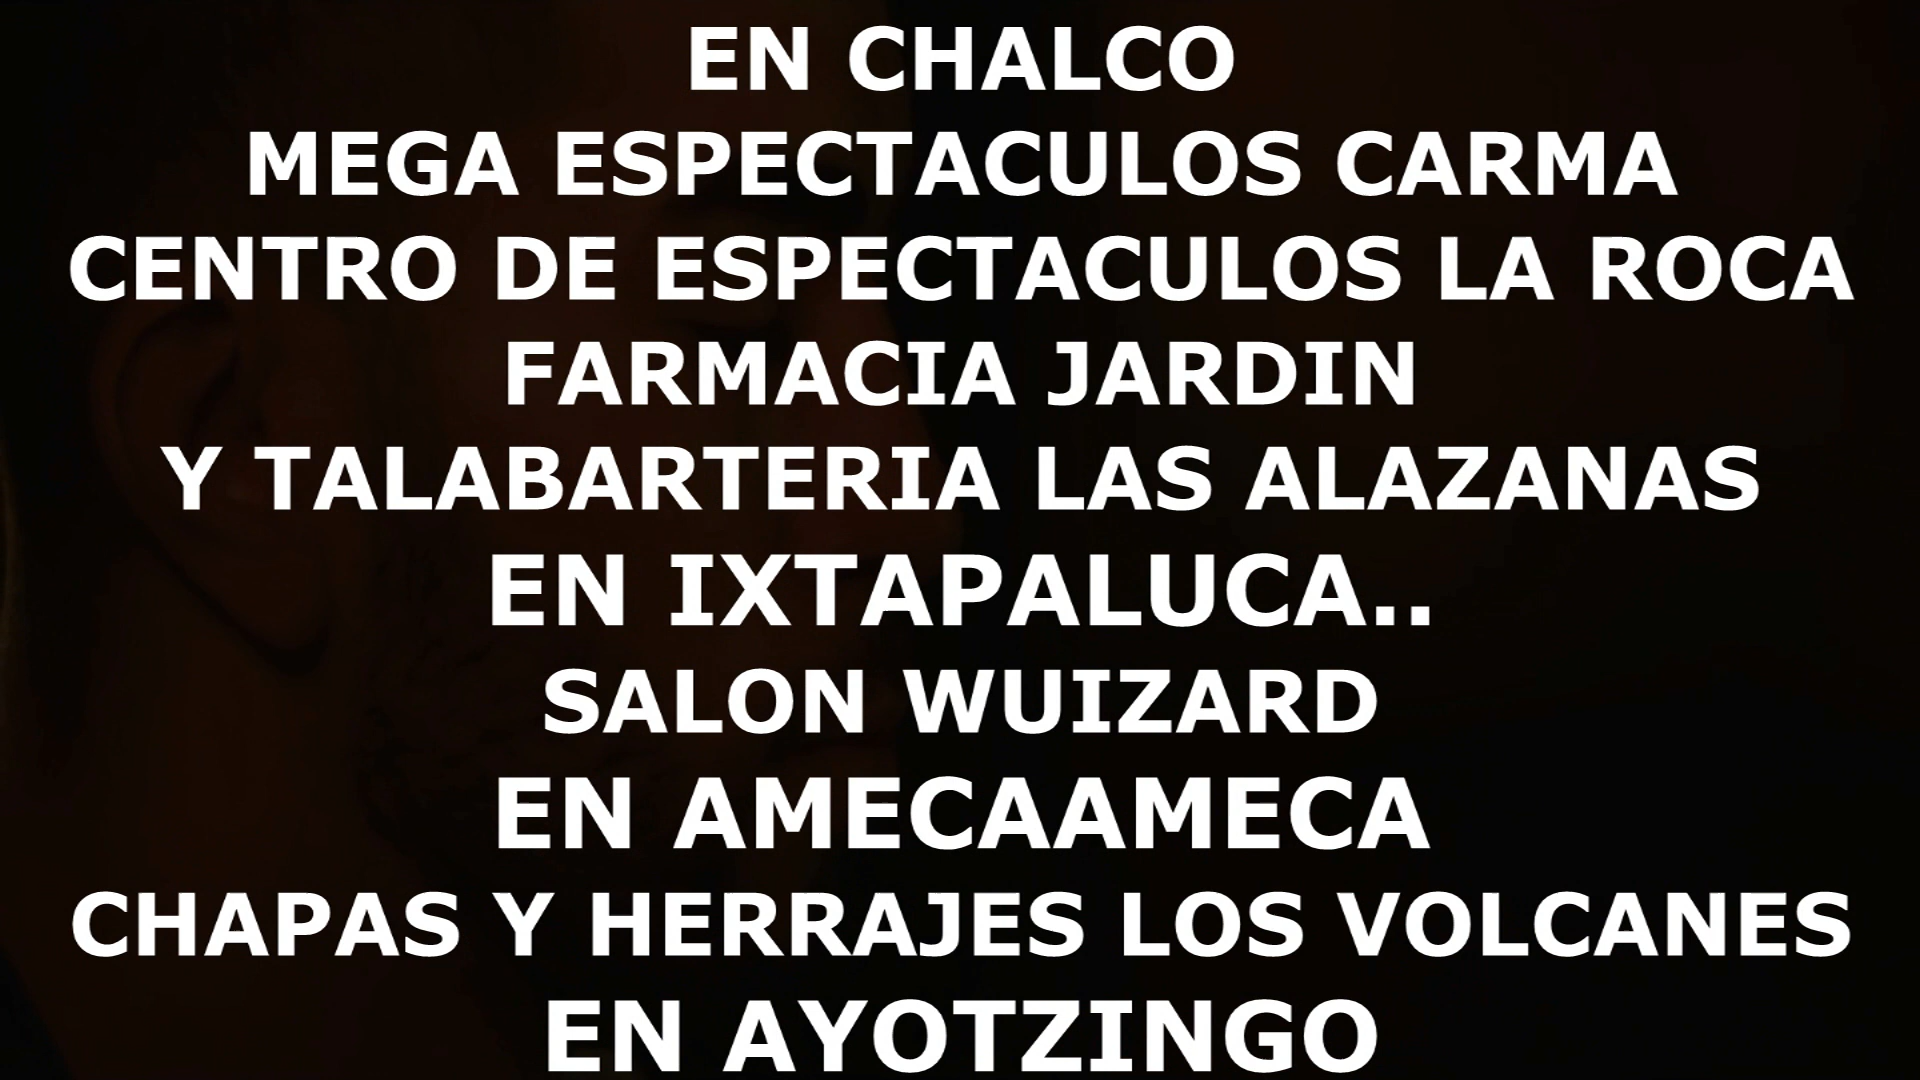 EN CHALCO
MEGA ESPECTACULOS CARMA
CENTRO DE ESPECTACULOS LA ROCA
FARMACIA JARDIN
Y TALABARTERIA LAS ALAZANAS
EN IXTAPALUCA..
SALON WUIZARD
EN AMECAAMECA
CHAPAS Y HERRAJES LOS VOLCANES
EN AYOTZINGO